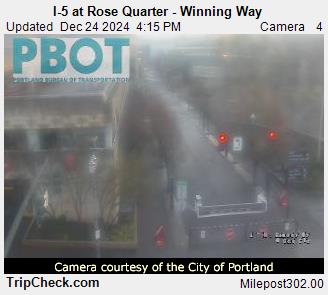 I-5 at Rose Quarter - Winning Way
Updated Dec 24 2024 4:15 PM Camera 4
PBOT
PORTLAND BUREAU OF TRANSPORTATION
Camera courtesy of the City of Portland
TripCheck.com Milepost302.00